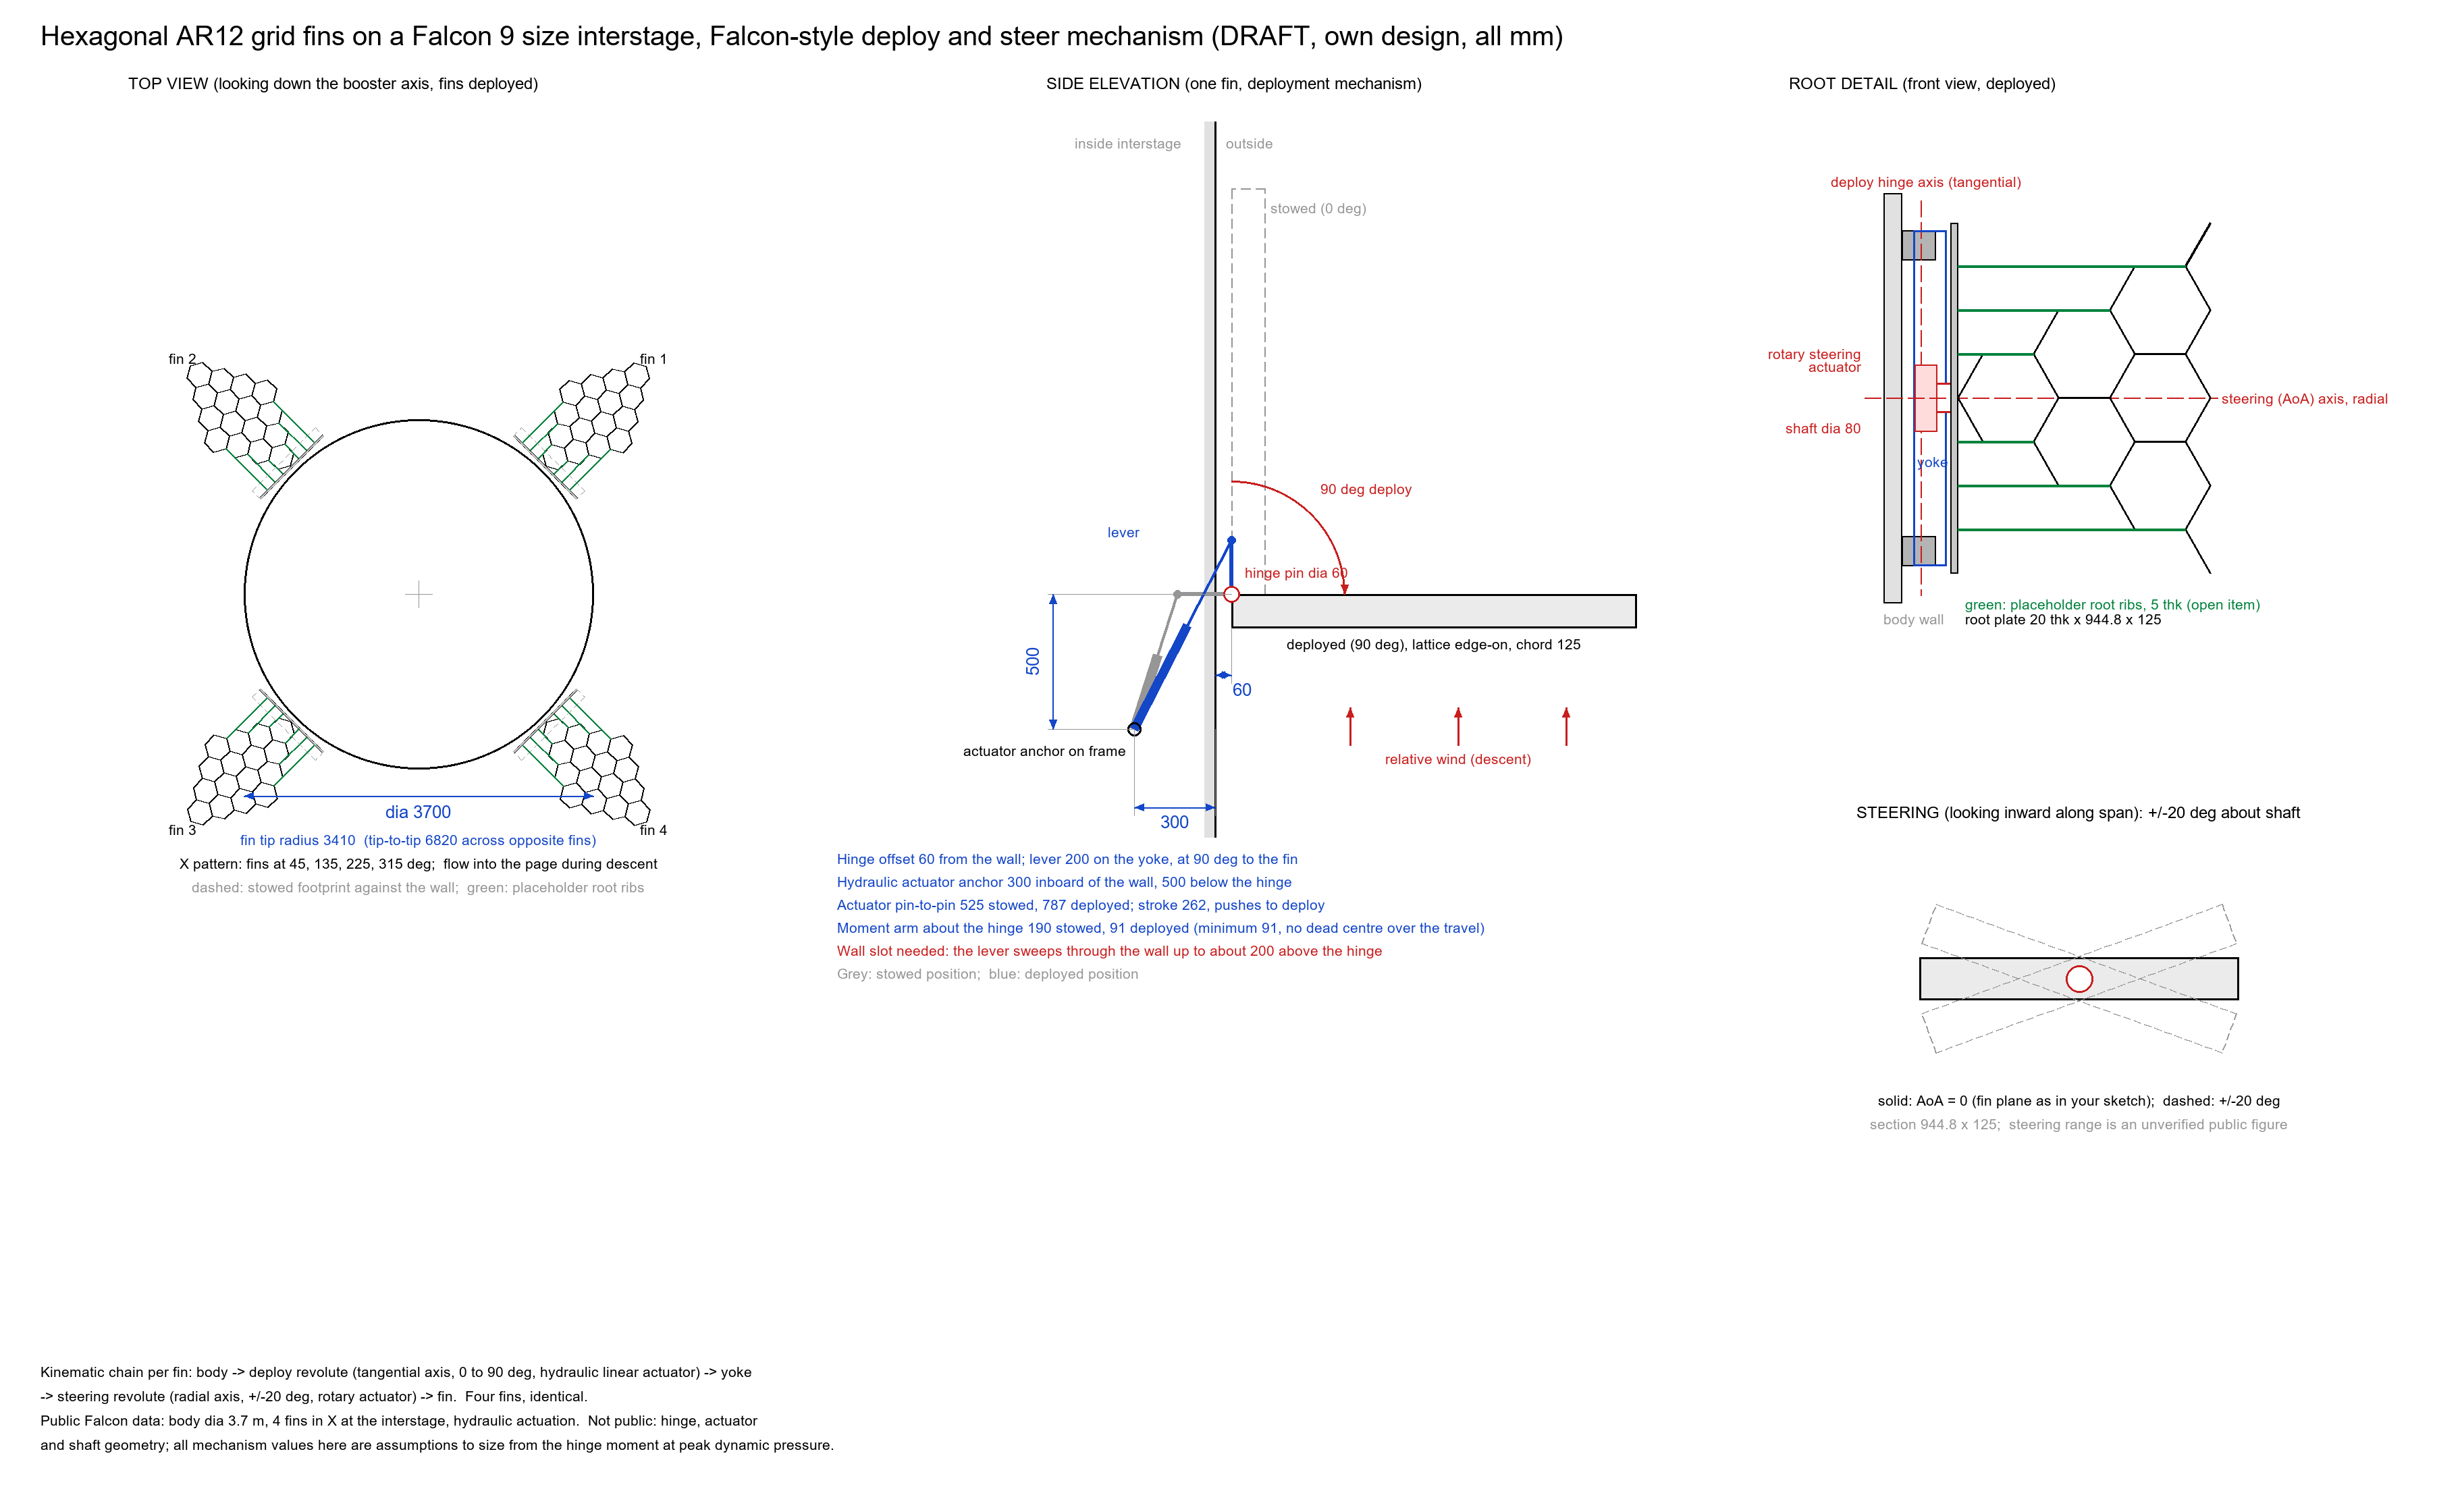 Hexagonal AR12 grid fins on a Falcon 9 size interstage, Falcon-style deploy and steer mechanism (DRAFT, own design, all mm)
TOP VIEW (looking down the booster axis, fins deployed)
fin 2
fin 1
fin 3
fin 4
dia 3700
fin tip radius 3410 (tip-to-tip 6820 across opposite fins)
X pattern: fins at 45, 135, 225, 315 deg; flow into the page during descent
dashed: stowed footprint against the wall; green: placeholder root ribs
SIDE ELEVATION (one fin, deployment mechanism)
inside interstage
outside
stowed (0 deg)
90 deg deploy
lever
hinge pin dia 60
500
deployed (90 deg), lattice edge-on, chord 125
60
actuator anchor on frame
relative wind (descent)
300
Hinge offset 60 from the wall; lever 200 on the yoke, at 90 deg to the fin
Hydraulic actuator anchor 300 inboard of the wall, 500 below the hinge
Actuator pin-to-pin 525 stowed, 787 deployed; stroke 262, pushes to deploy
Moment arm about the hinge 190 stowed, 91 deployed (minimum 91, no dead centre over the travel)
Wall slot needed: the lever sweeps through the wall up to about 200 above the hinge
Grey: stowed position; blue: deployed position
ROOT DETAIL (front view, deployed)
deploy hinge axis (tangential)
rotary steering
actuator
steering (AoA) axis, radial
shaft dia 80
yoke
green: placeholder root ribs, 5 thk (open item)
body wall
root plate 20 thk x 944.8 x 125
STEERING (looking inward along span): +/-20 deg about shaft
solid: AoA = 0 (fin plane as in your sketch); dashed: +/-20 deg
section 944.8 x 125; steering range is an unverified public figure
Kinematic chain per fin: body -> deploy revolute (tangential axis, 0 to 90 deg, hydraulic linear actuator) -> yoke
-> steering revolute (radial axis, +/-20 deg, rotary actuator) -> fin. Four fins, identical.
Public Falcon data: body dia 3.7 m, 4 fins in X at the interstage, hydraulic actuation. Not public: hinge, actuator
and shaft geometry; all mechanism values here are assumptions to size from the hinge moment at peak dynamic pressure.